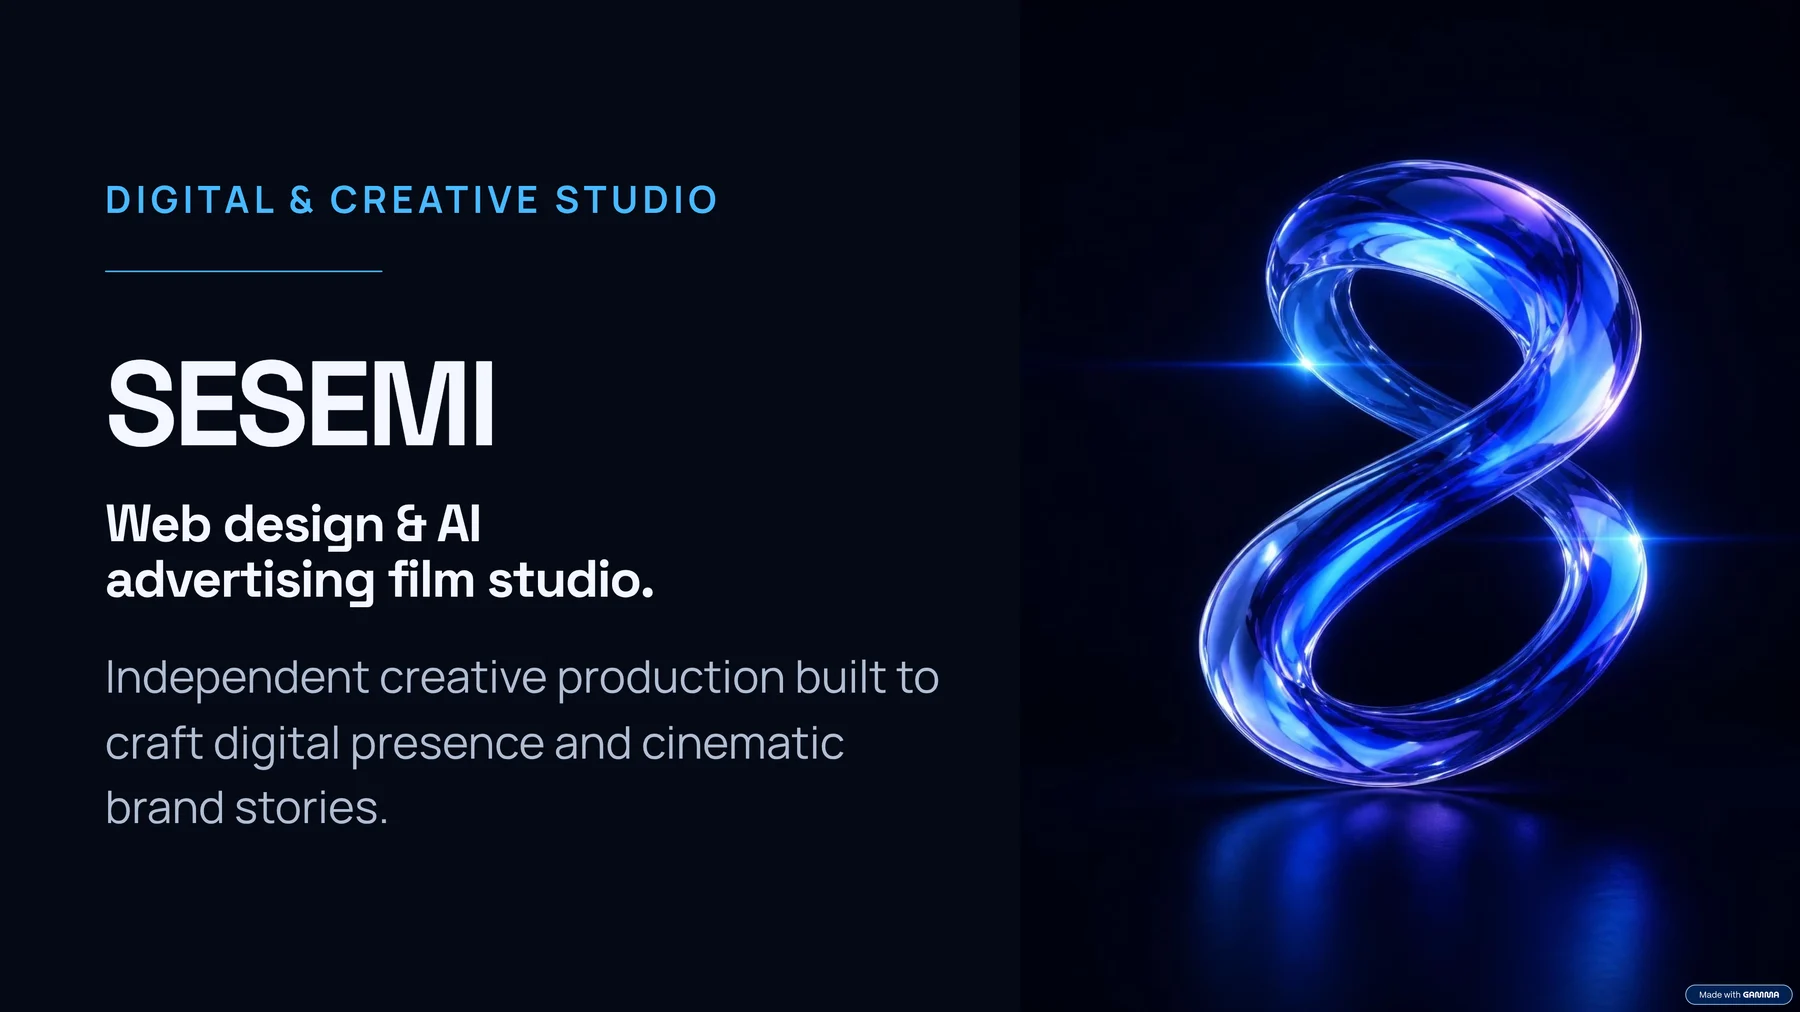 DIGITAL & CREATIVE STUDIO
SESEMI
Web design & AI
advertising film studio.
Independent creative production built to
craft digital presence and cinematic
brand stories.
Made with GAMMA